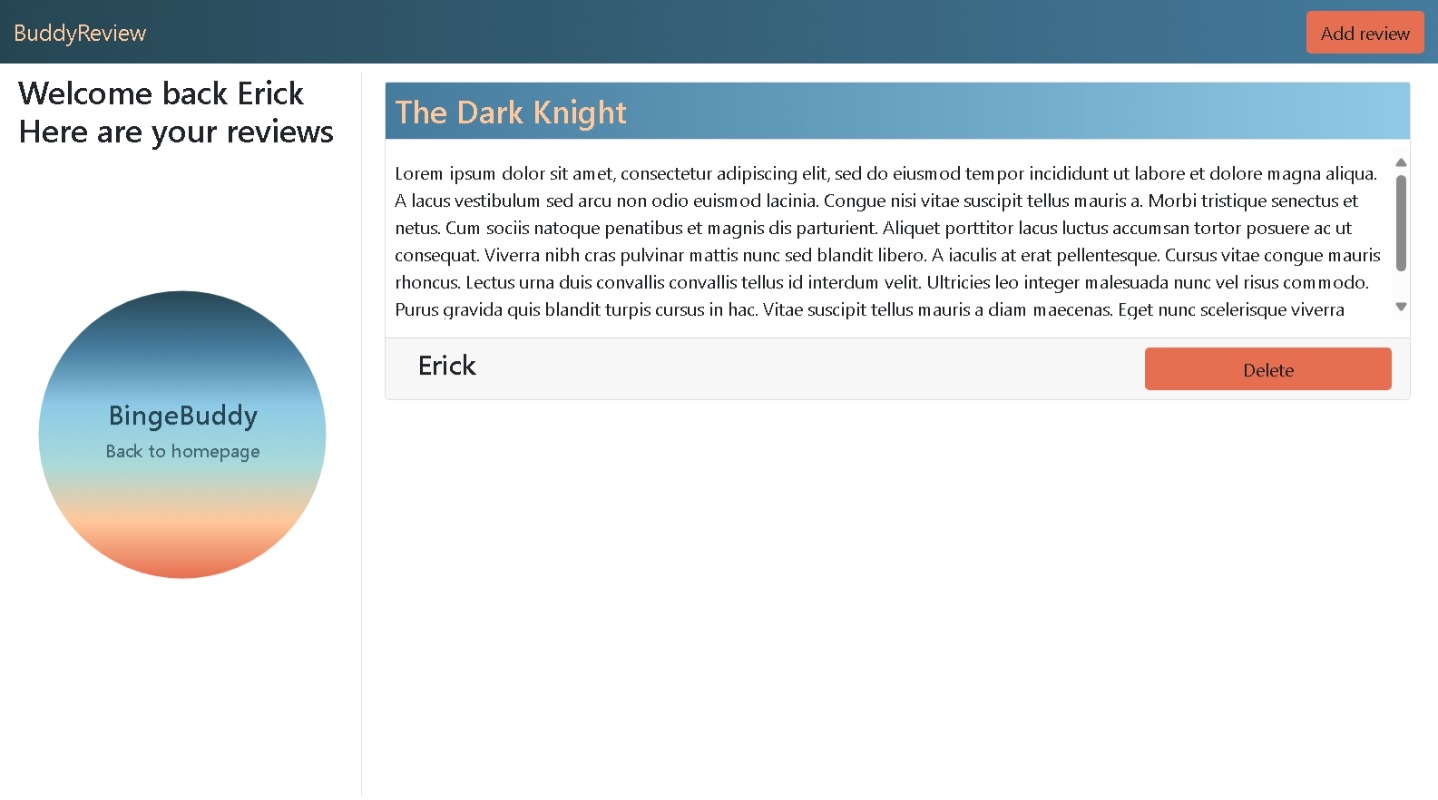 BuddyReview
Add review
Welcome back Erick
Here are your reviews
BingeBuddy
Back to homepage
The Dark Knight
Lorem ipsum dolor sit amet, consectetur adipiscing elit, sed do eiusmod tempor incididunt ut labore et dolore magna aliqua.
A lacus vestibulum sed arcu non odio euismod lacinia. Congue nisi vitae suscipit tellus mauris a. Morbi tristique senectus et
netus. Cum sociis natoque penatibus et magnis dis parturient. Aliquet porttitor lacus luctus accumsan tortor posuere ac ut
consequat. Viverra nibh cras pulvinar mattis nunc sed blandit libero. A iaculis at erat pellentesque. Cursus vitae congue mauris
rhoncus. Lectus urna duis convallis convallis tellus id interdum velit. Ultricies leo integer malesuada nunc vel risus commodo.
Purus gravida quis blandit turpis cursus in hac. Vitae suscipit tellus mauris a diam maecenas. Eget nunc scelerisque viverra
Erick
Delete